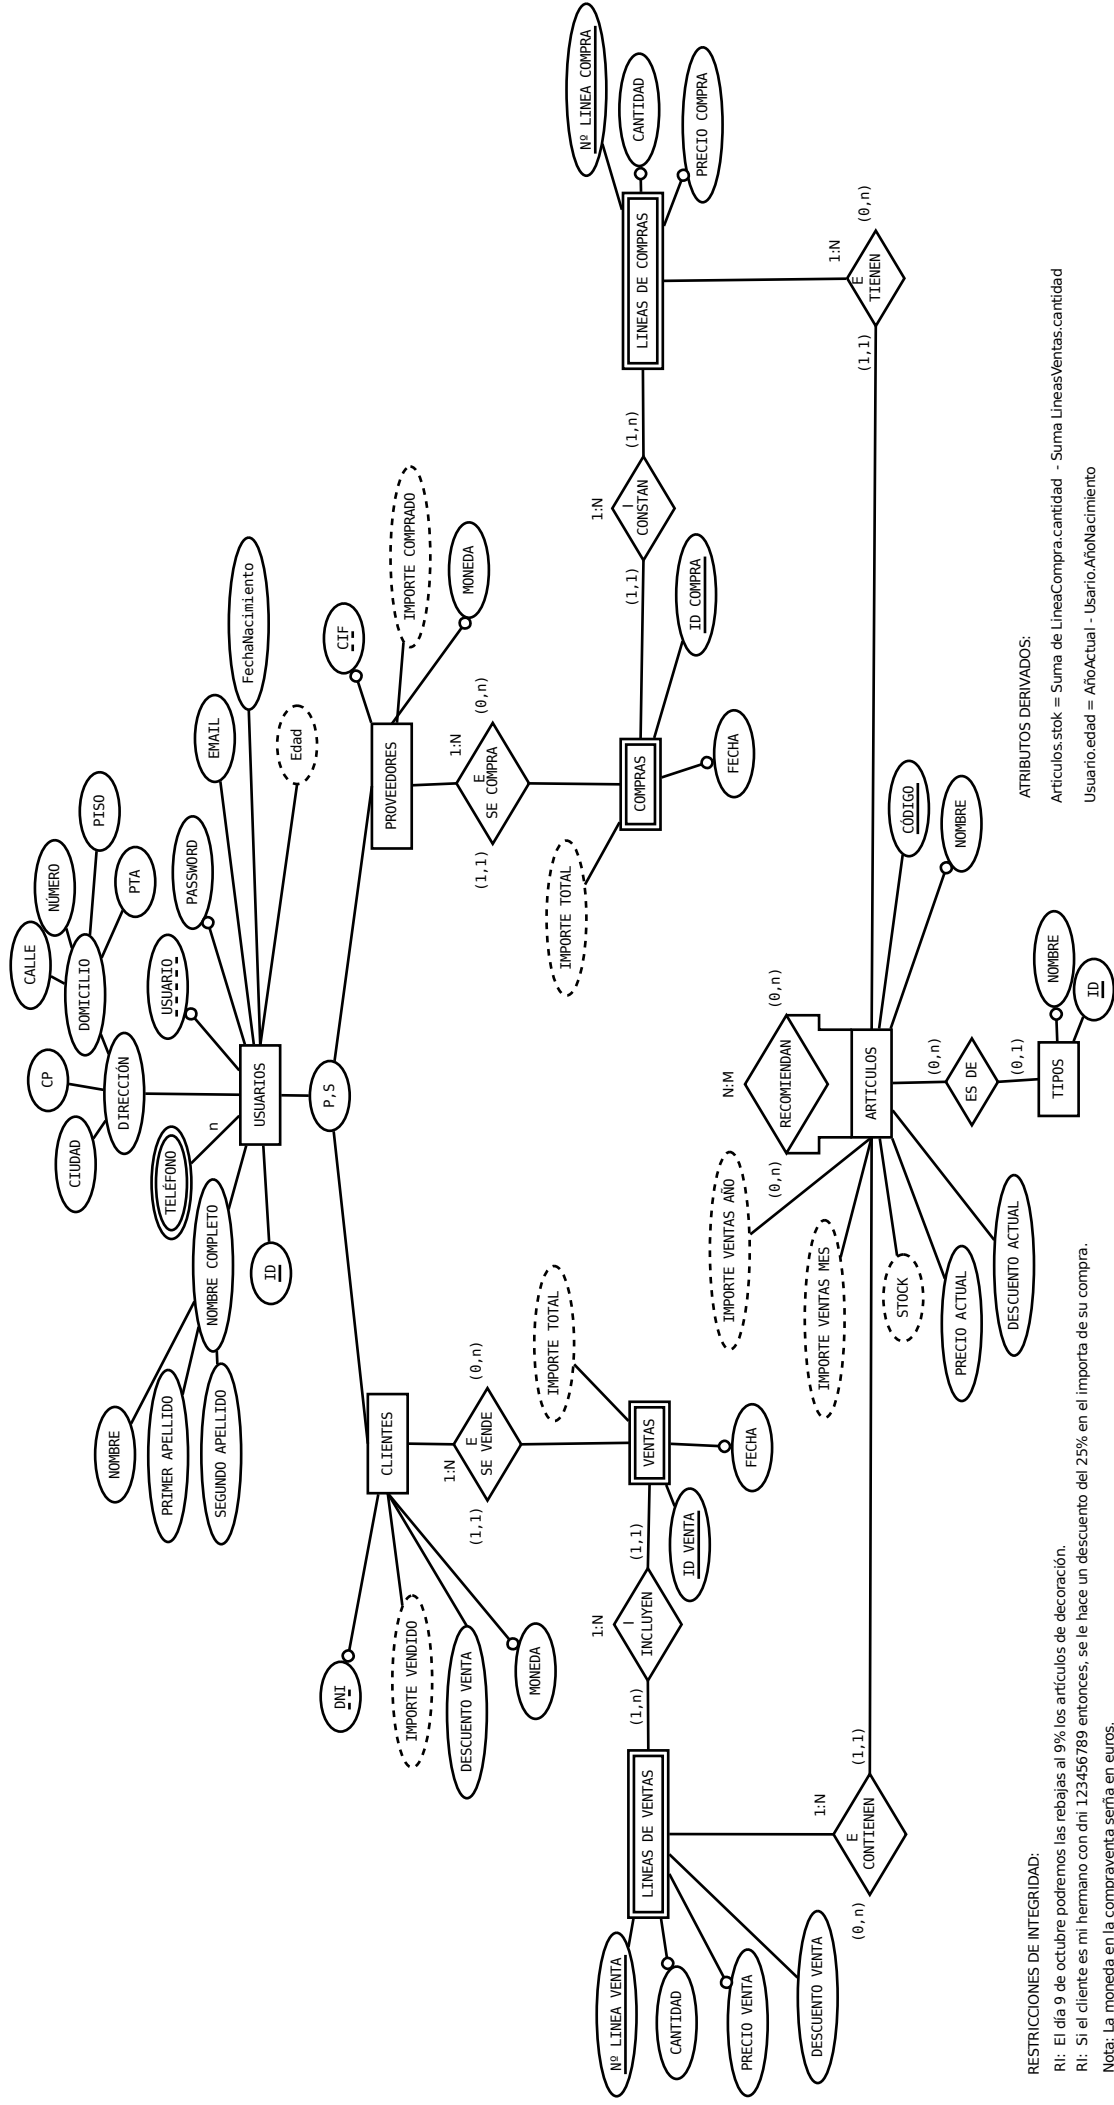 NOMBRE
PRIMER APELLIDO
SEGUNDO APELLIDO
NOMBRE COMPLETO
TELÉFONO
n
ID
CIUDAD
CP
DIRECCIÓN
CALLE
NÚMERO
DOMICILIO
PISO
PTA
USUARIO
PASSWORD
EMAIL
FechaNacimiento
Edad
USUARIOS
P,S
DNI
IMPORTE VENDIDO
DESCUENTO VENTA
MONEDA
CLIENTES
CIF
IMPORTE COMPRADO
MONEDA
PROVEEDORES
1:N
(1,1)
E
SE VENDE
(0,n)
1:N
(1,1)
E
SE COMPRA
(0,n)
IMPORTE TOTAL
VENTAS
FECHA
ID VENTA
(1,1)
1:N
I
INCLUYEN
(1,n)
LINEAS DE VENTAS
Nº LINEA VENTA
CANTIDAD
PRECIO VENTA
DESCUENTO VENTA
IMPORTE TOTAL
COMPRAS
FECHA
ID COMPRA
(1,1)
1:N
I
CONSTAN
(1,n)
LINEAS DE COMPRAS
Nº LINEA COMPRA
CANTIDAD
PRECIO COMPRA
1:N
(0,n)
E
CONTIENEN
(1,1)
1:N
(1,1)
E
TIENEN
(0,n)
N:M
(0,n)
RECOMIENDAN
(0,n)
IMPORTE VENTAS AÑO
IMPORTE VENTAS MES
STOCK
PRECIO ACTUAL
DESCUENTO ACTUAL
ARTICULOS
CÓDIGO
NOMBRE
(0,n)
ES DE
(0,1)
TIPOS
NOMBRE
ID
RESTRICCIONES DE INTEGRIDAD:
RI: El día 9 de octubre podremos las rebajas al 9% los artículos de decoración.
RI: Si el cliente es mi hermano con dni 123456789 entonces, se le hace un descuento del 25% en el importa de su compra.
Nota: La moneda en la compraventa serña en euros.
ATRIBUTOS DERIVADOS:
Articulos.stok = Suma de LineaCompra.cantidad - Suma LineasVentas.cantidad
Usuario.edad = AñoActual - Usario.AñoNacimiento